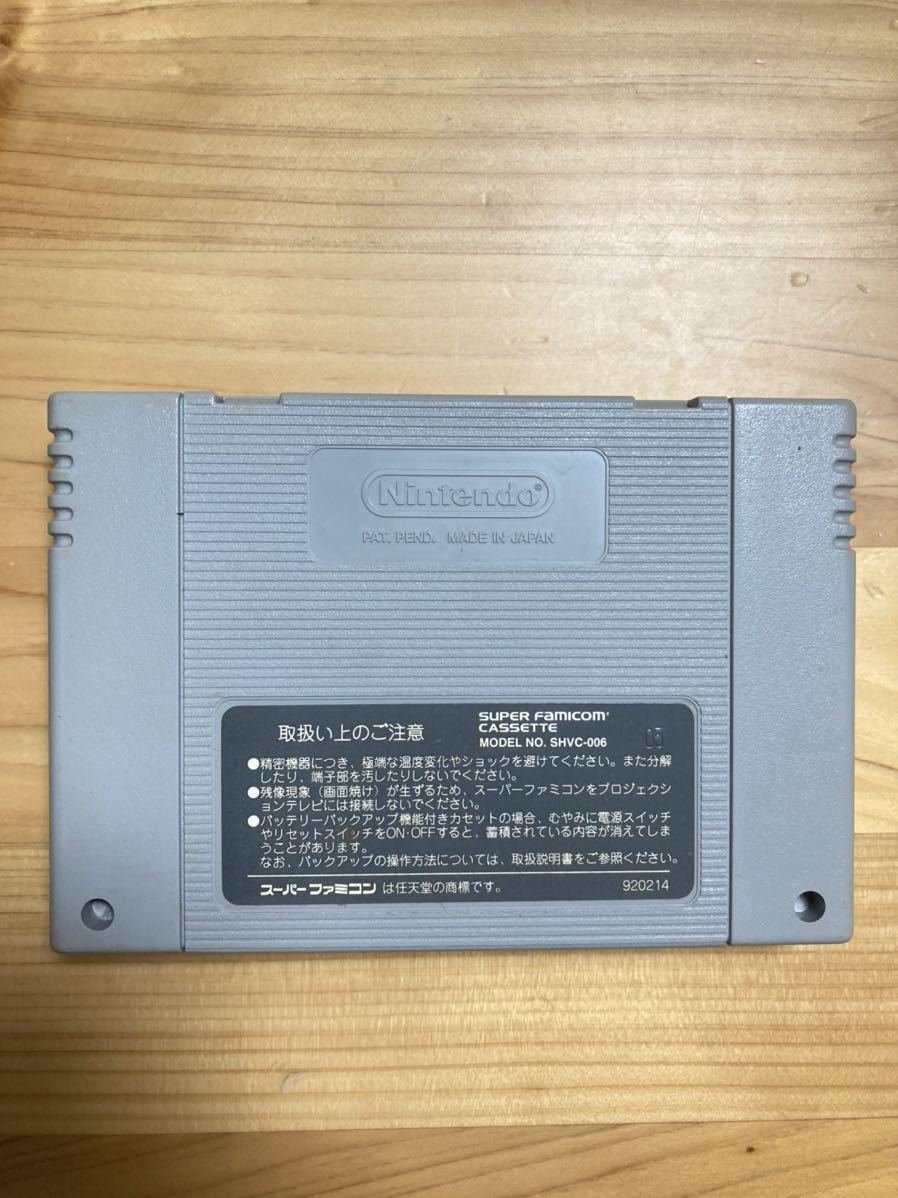 Nintendo®
PAT. PEND. MADE IN JAPAN
取扱い上のご注意
SUPER FAMICOM
CASSETTE
MODEL NO. SHVC-006
●精密機器につき、極端な温度変化やショックを避けてください。また分解
したり、端子部を汚したりしないでください。
●残像現象（画面焼け）が生ずるため、スーパーファミコンをプロジェクシ
ョンテレビには接続しないでください。
●バッテリーバックアップ機能付きカセットの場合、むやみに電源スイッチ
やリセットスイッチをON·OFFすると、蓄積されている内容が消えてしま
うことがあります。
なお、バックアップの操作方法については、取扱説明書をご参照ください。
スーパーファミコン は任天堂の商標です。 920214